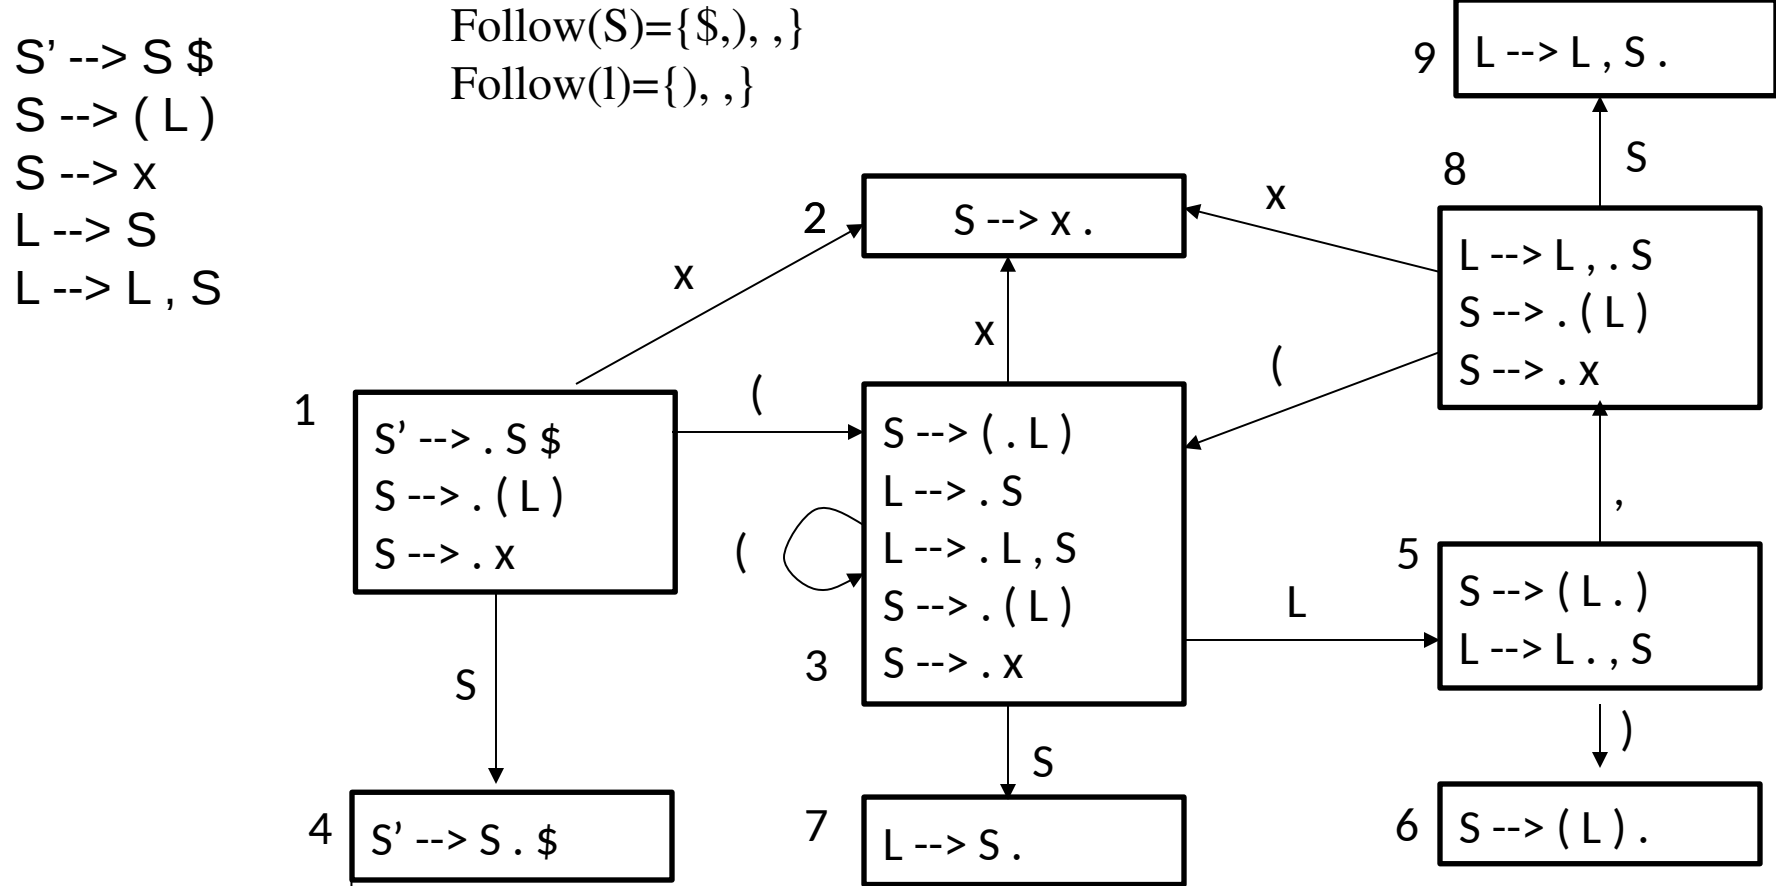 S’ --> S $
S --> ( L )
S --> x
L --> S
L --> L , S
Follow(S)={$,), ,}
Follow(l)={), ,}
9
L --> L , S .
S
8
L --> L , . S
S --> . ( L )
S --> . x
x
2
S --> x .
x
x
(
(
1
S’ --> . S $
S --> . ( L )
S --> . x
(
S --> ( . L )
L --> . S
L --> . L , S
S --> . ( L )
S --> . x
3
,
5
S --> ( L . )
L --> L . , S
L
S
S
)
4
S’ --> S . $
7
L --> S .
6
S --> ( L ) .